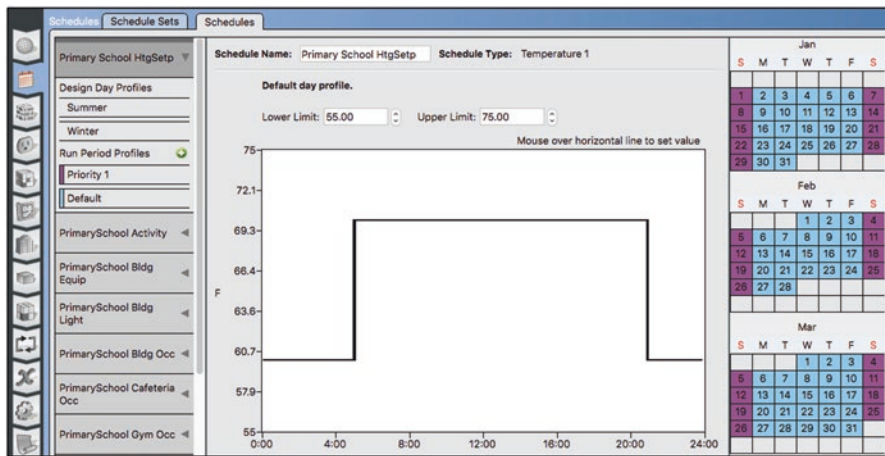 Schedules Schedule Sets Schedules
Primary School HtgSetp
Design Day Profiles
Summer
Winter
Run Period Profiles
Priority 1
Default
PrimarySchool Activity
PrimarySchool Bldg
Equip
PrimarySchool Bldg
Light
PrimarySchool Bldg Occ
PrimarySchool Cafeteria
Occ
PrimarySchool Gym Occ
Schedule Name: Primary School HtgSetp Schedule Type: Temperature 1
Default day profile.
Lower Limit: 55.00 Upper Limit: 75.00
Mouse over horizontal line to set value
75
72.1
69.3
66.4
F
63.6
60.7
57.9
55
0:00 4:00 8:00 12:00 16:00 20:00 24:00
Jan
S M T W T F S
1 2 3 4 5 6 7
8 9 10 11 12 13 14
15 16 17 18 19 20 21
22 23 24 25 26 27 28
29 30 31
Feb
S M T W T F S
1 2 3 4
5 6 7 8 9 10 11
12 13 14 15 16 17 18
19 20 21 22 23 24 25
26 27 28
Mar
S M T W T F S
1 2 3 4
5 6 7 8 9 10 11
12 13 14 15 16 17 18
19 20 21 22 23 24 25
26 27 28 29 30 31